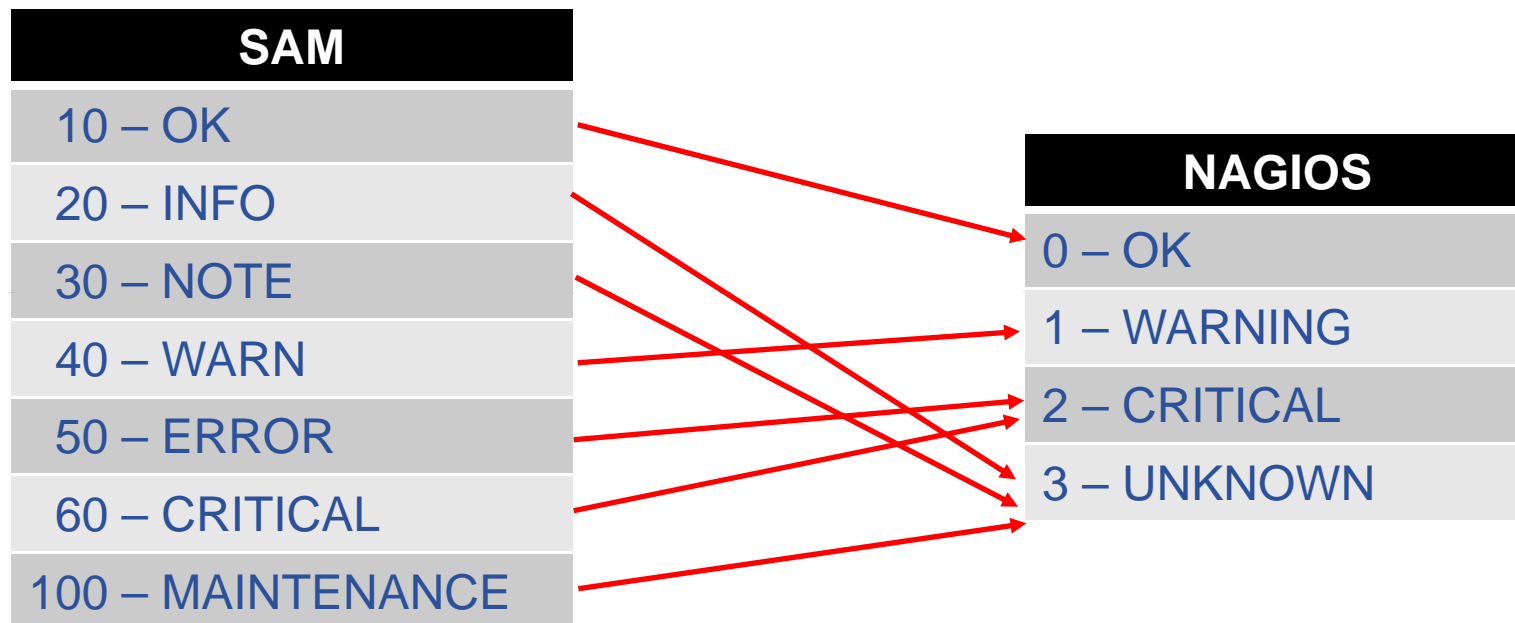 SAM
10 – OK
20 – INFO
30 – NOTE
40 – WARN
50 – ERROR
60 – CRITICAL
100 – MAINTENANCE
NAGIOS
0 – OK
1 – WARNING
2 – CRITICAL
3 – UNKNOWN